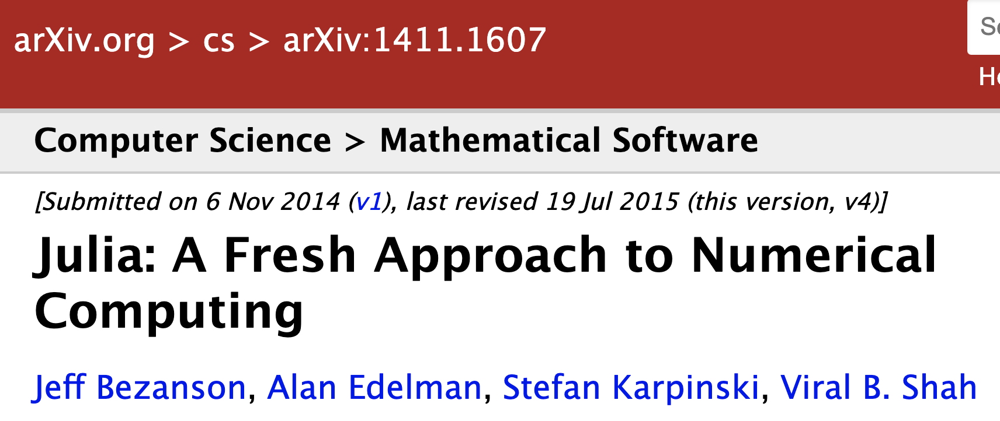 arXiv.org > cs > arXiv:1411.1607
Computer Science > Mathematical Software
[Submitted on 6 Nov 2014 (v1), last revised 19 Jul 2015 (this version, v4)]
Julia: A Fresh Approach to Numerical
Computing
Jeff Bezanson, Alan Edelman, Stefan Karpinski, Viral B. Shah